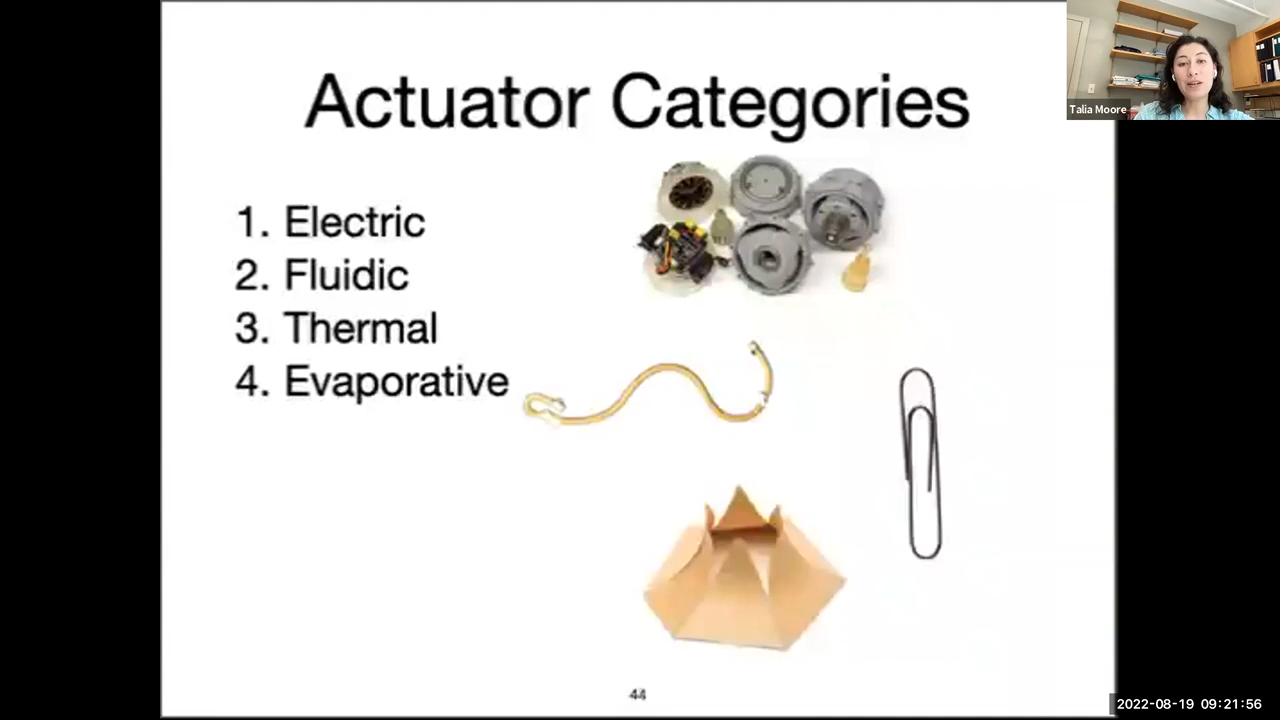 Actuator Categories
1. Electric
2. Fluidic
3. Thermal
4. Evaporative
44
Talia Moore
2022-08-19 09:21:56